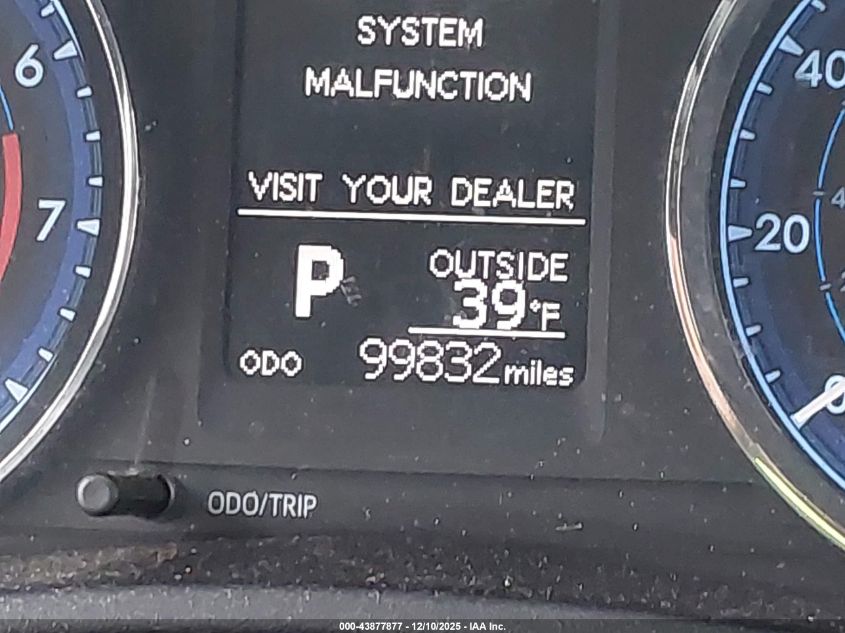 SYSTEM
MALFUNCTION
VISIT YOUR DEALER
P
OUTSIDE
39°F
ODO 99832 miles
ODO/TRIP
6
7
40
20
0
000-43877877 - 12/10/2025 - IAA Inc.